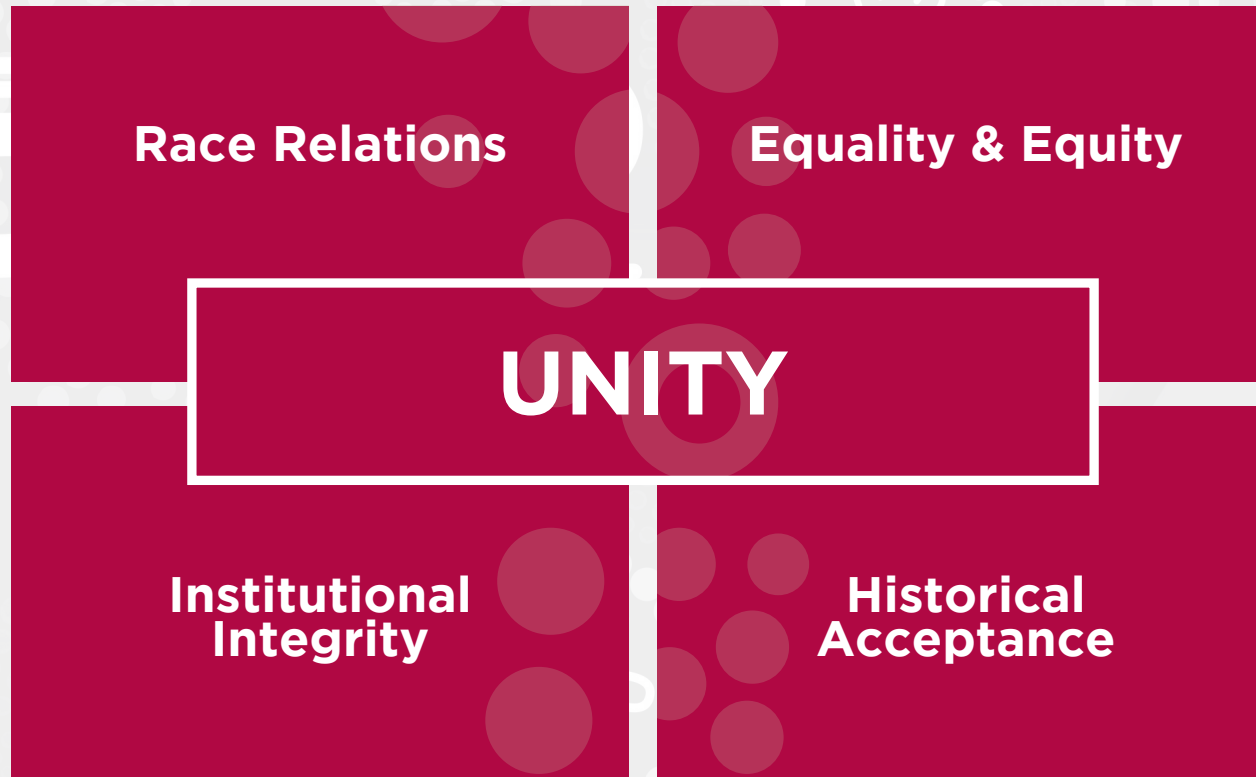 Race Relations
Equality & Equity
UNITY
Institutional
Integrity
Historical
Acceptance